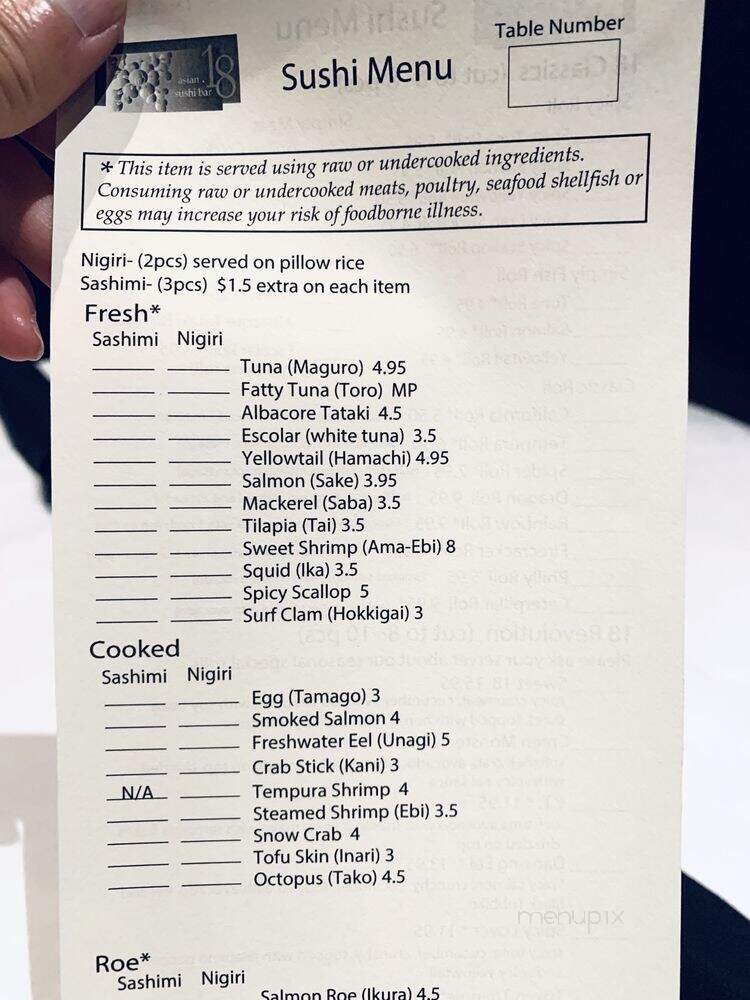 18
asian.
sushi bar
Sushi Menu
Table Number
* This item is served using raw or undercooked ingredients.
Consuming raw or undercooked meats, poultry, seafood shellfish or
eggs may increase your risk of foodborne illness.
Nigiri- (2pcs) served on pillow rice
Sashimi- (3pcs) $1.5 extra on each item
Fresh*
Sashimi Nigiri
Tuna (Maguro) 4.95
Fatty Tuna (Toro) MP
Albacore Tataki 4.5
Escolar (white tuna) 3.5
Yellowtail (Hamachi) 4.95
Salmon (Sake) 3.95
Mackerel (Saba) 3.5
Tilapia (Tai) 3.5
Sweet Shrimp (Ama-Ebi) 8
Squid (Ika) 3.5
Spicy Scallop 5
Surf Clam (Hokkigai) 3
Cooked
Sashimi Nigiri
Egg (Tamago) 3
Smoked Salmon 4
Freshwater Eel (Unagi) 5
Crab Stick (Kani) 3
N/A Tempura Shrimp 4
Steamed Shrimp (Ebi) 3.5
Snow Crab 4
Tofu Skin (Inari) 3
Octopus (Tako) 4.5
menupix
Roe*
Sashimi Nigiri
Salmon Roe (Ikura) 4.5